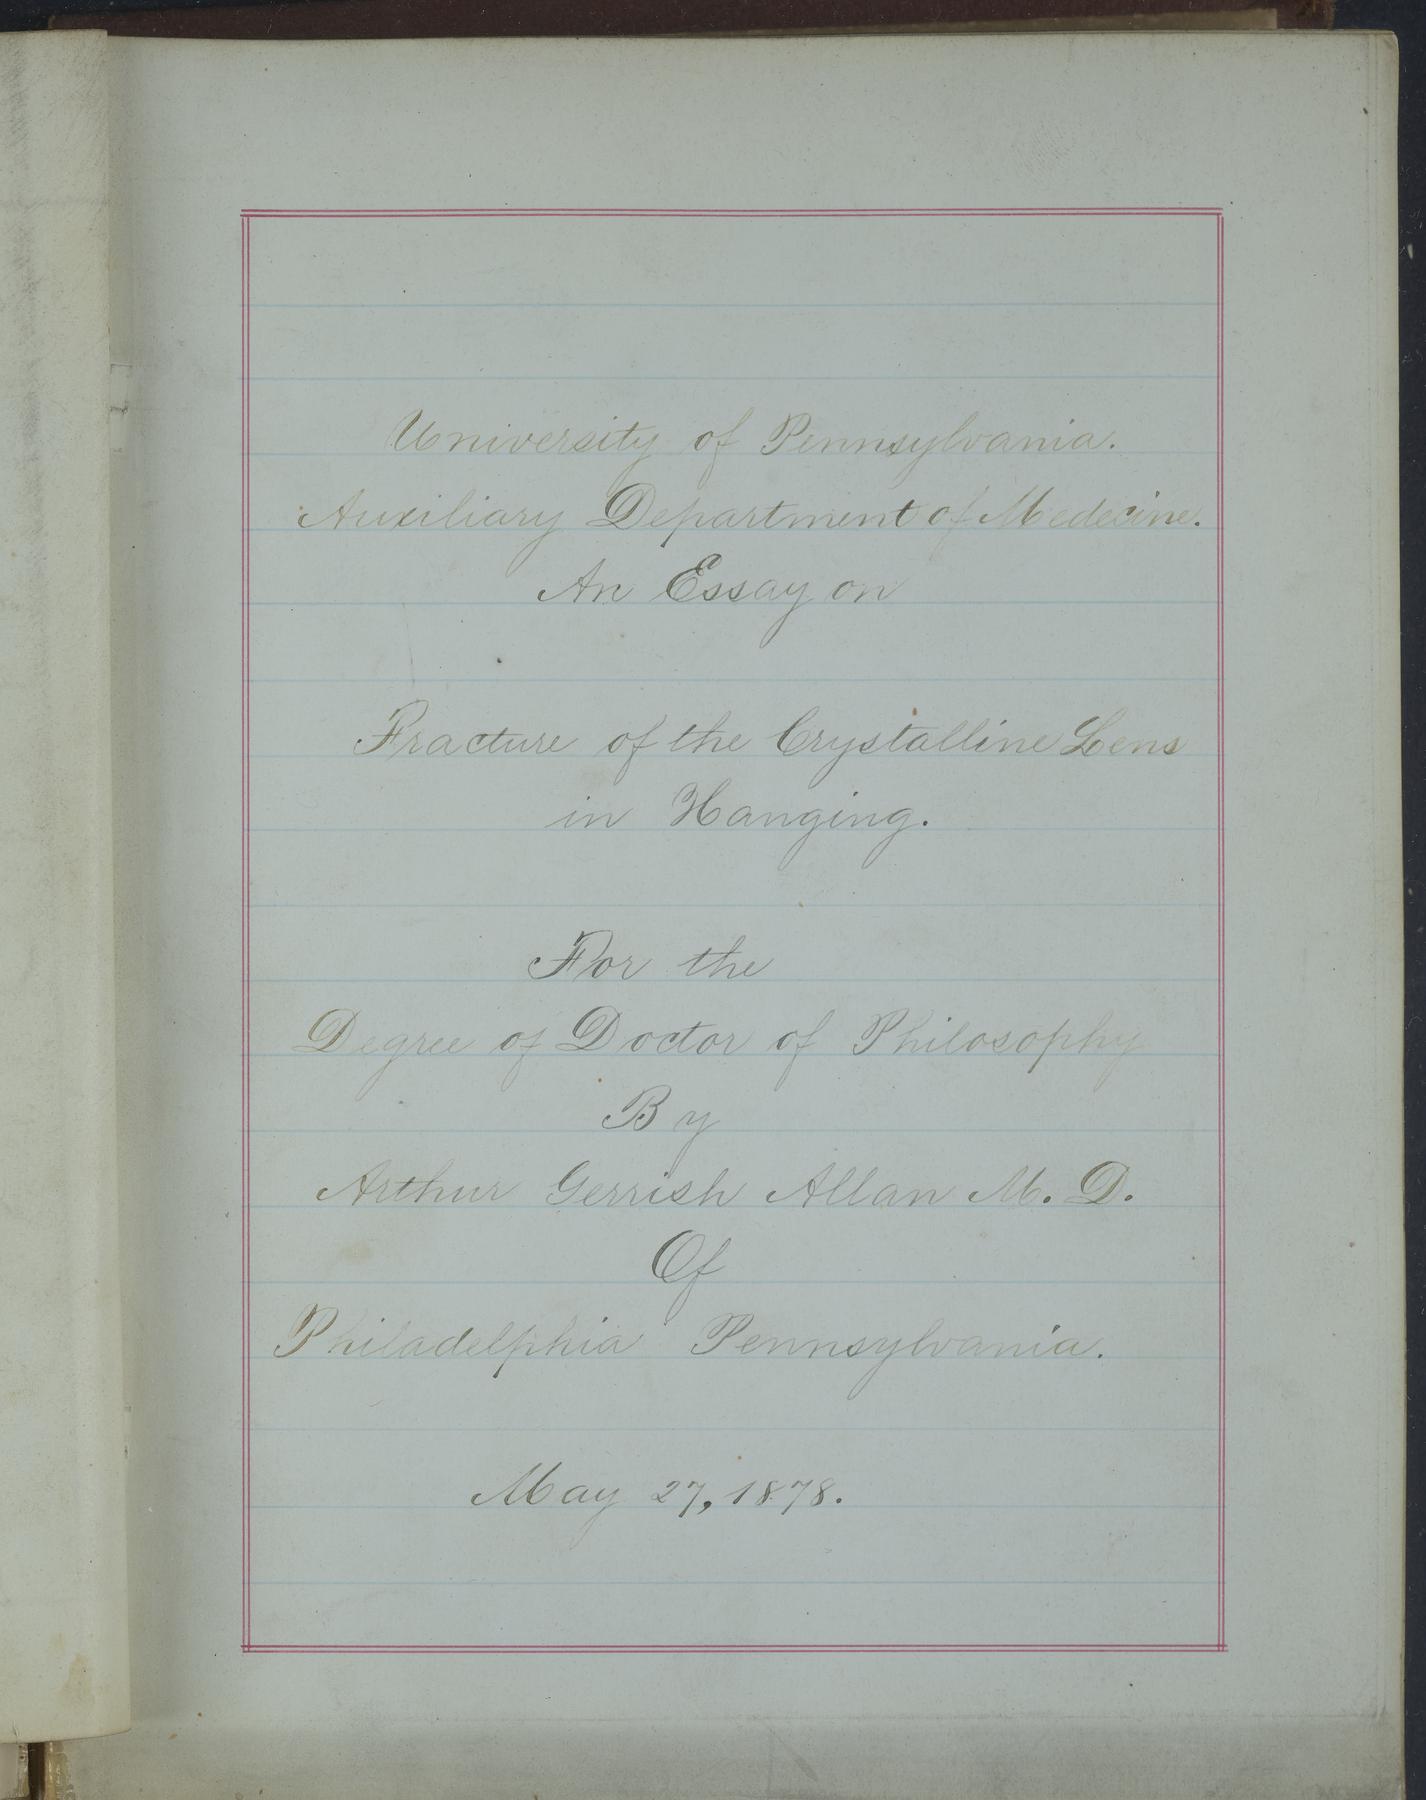 University of Pennsylvania.
Auxiliary Department of Medecine.
An Essay on
Fracture of the Crystalline Lens
in Hanging.
For the
Degree of Doctor of Philosophy
By
Arthur Gerrish Allan M. D.
Of
Philadelphia Pennsylvania.
May 27, 1878.